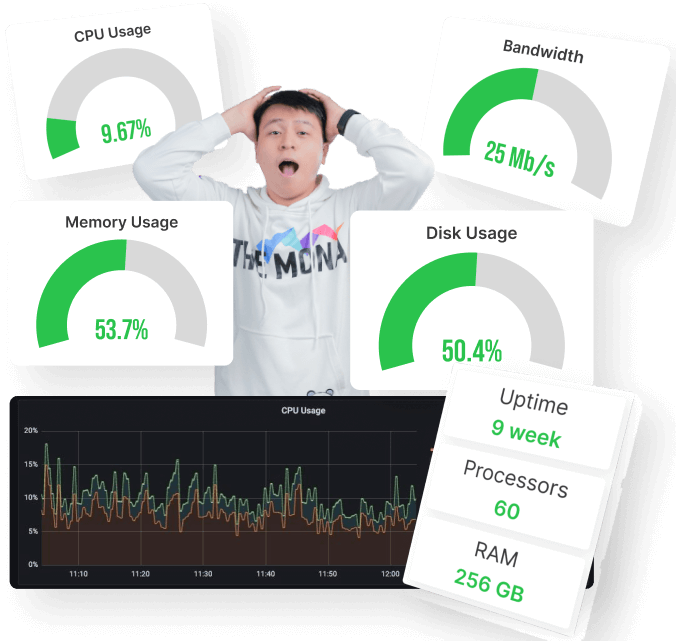 CPU Usage
9.67%
Bandwidth
25 Mb/s
Memory Usage
53.7%
THE MONA
Disk Usage
50.4%
CPU Usage
20%
15%
10%
5%
0%
11:10 11:20 11:30 11:40 11:50 12:00
Uptime
9 week
Processors
60
RAM
256 GB